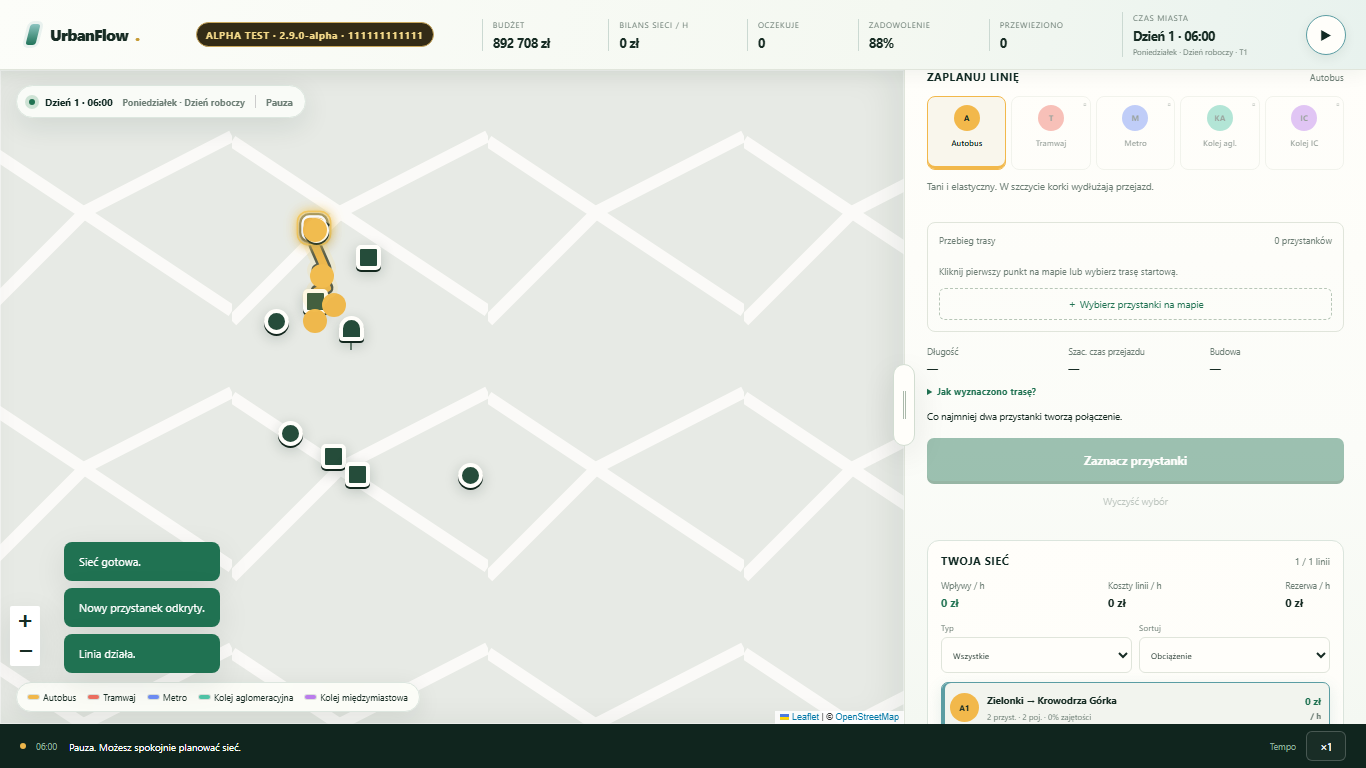 UrbanFlow.
ALPHA TEST · 2.9.0-alpha · 111111111111
BUDŻET
892 708 zł
BILANS SIECI / H
0 zł
OCZEKUJE
0
ZADOWOLENIE
88%
PRZEWIEZIONO
0
CZAS MIASTA
Dzień 1 · 06:00
Poniedziałek · Dzień roboczy · T1
Dzień 1 · 06:00 Poniedziałek · Dzień roboczy Pauza
ZAPLANUJ LINIĘ
Autobus
A
Autobus
T
Tramwaj
M
Metro
KA
Kolej agl.
IC
Kolej IC
Tani i elastyczny. W szczycie korki wydłużają przejazd.
Przebieg trasy
0 przystanków
Kliknij pierwszy punkt na mapie lub wybierz trasę startową.
+ Wybierz przystanki na mapie
Długość
—
Szac. czas przejazdu
—
Budowa
—
Jak wyznaczono trasę?
Co najmniej dwa przystanki tworzą połączenie.
Zaznacz przystanki
Wyczyść wybór
TWOJA SIEĆ
1 / 1 linii
Wpływy / h
0 zł
Koszty linii / h
0 zł
Rezerwa / h
0 zł
Typ
Wszystkie
Sortuj
Obciążenie
A1
Zielonki → Krowodrza Górka
2 przyst. · 2 poj. · 0% zajętości
0 zł
/ h
Sieć gotowa.
Nowy przystanek odkryty.
Linia działa.
+
−
Autobus Tramwaj Metro Kolej aglomeracyjna Kolej międzymiastowa
Leaflet | © OpenStreetMap
06:00 Pauza. Możesz spokojnie planować sieć.
Tempo
×1